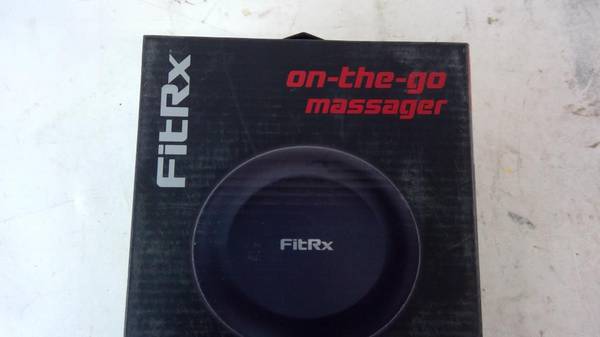 FitRx
on-the-go
massager
FitRx